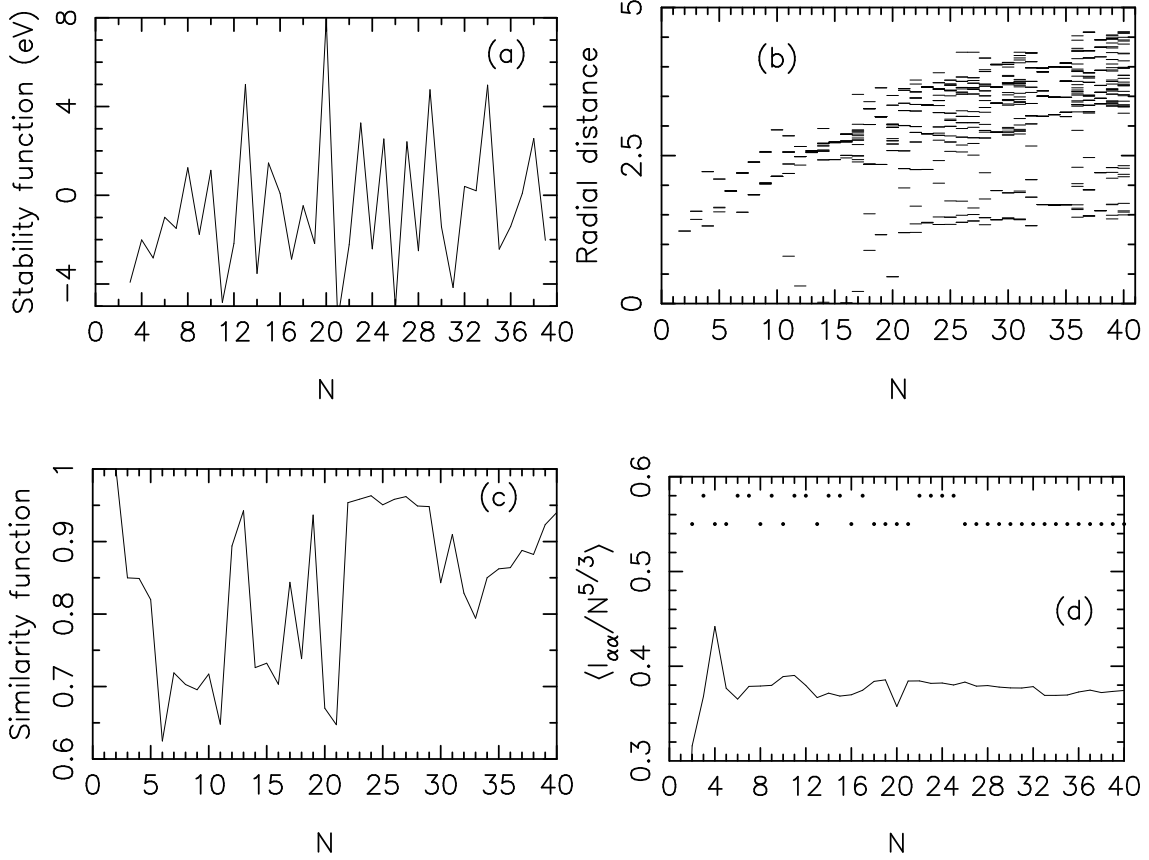 Stability function (eV)
8
4
0
−4
(a)
0 4 8 12 16 20 24 28 32 36 40
N
Radial distance
5
2.5
0
(b)
0 5 10 15 20 25 30 35 40
N
Similarity function
1
0.9
0.8
0.7
0.6
(c)
0 5 10 15 20 25 30 35 40
N
⟨I_αα/N^5/3⟩
0.6
0.5
0.4
0.3
(d)
0 4 8 12 16 20 24 28 32 36 40
N